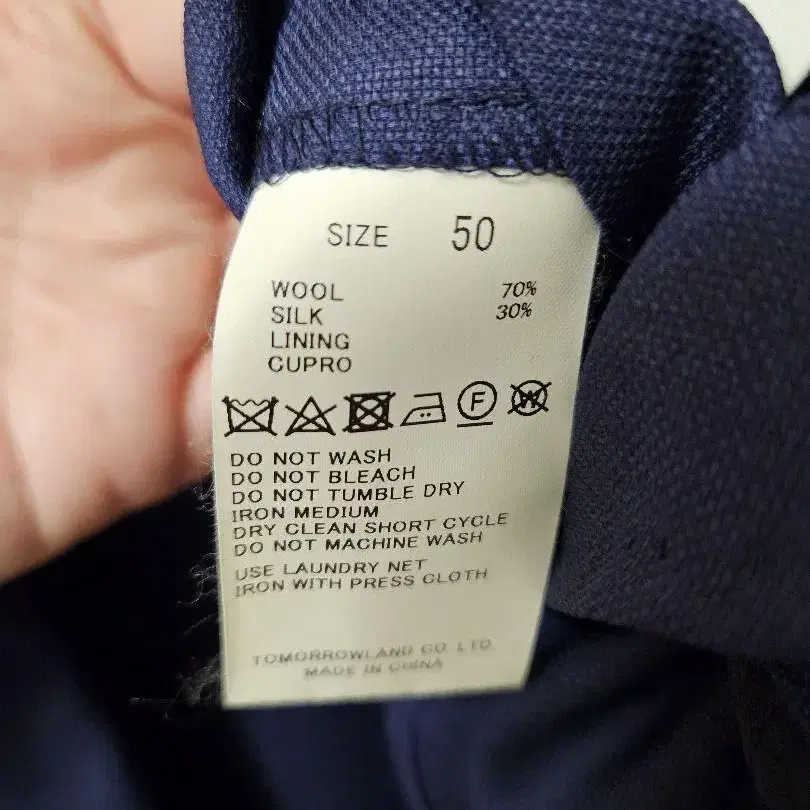 SIZE 50
WOOL 70%
SILK 30%
LINING
CUPRO
F W
DO NOT WASH
DO NOT BLEACH
DO NOT TUMBLE DRY
IRON MEDIUM
DRY CLEAN SHORT CYCLE
DO NOT MACHINE WASH
USE LAUNDRY NET
IRON WITH PRESS CLOTH
TOMORROWLAND CO. LTD.
MADE IN CHINA